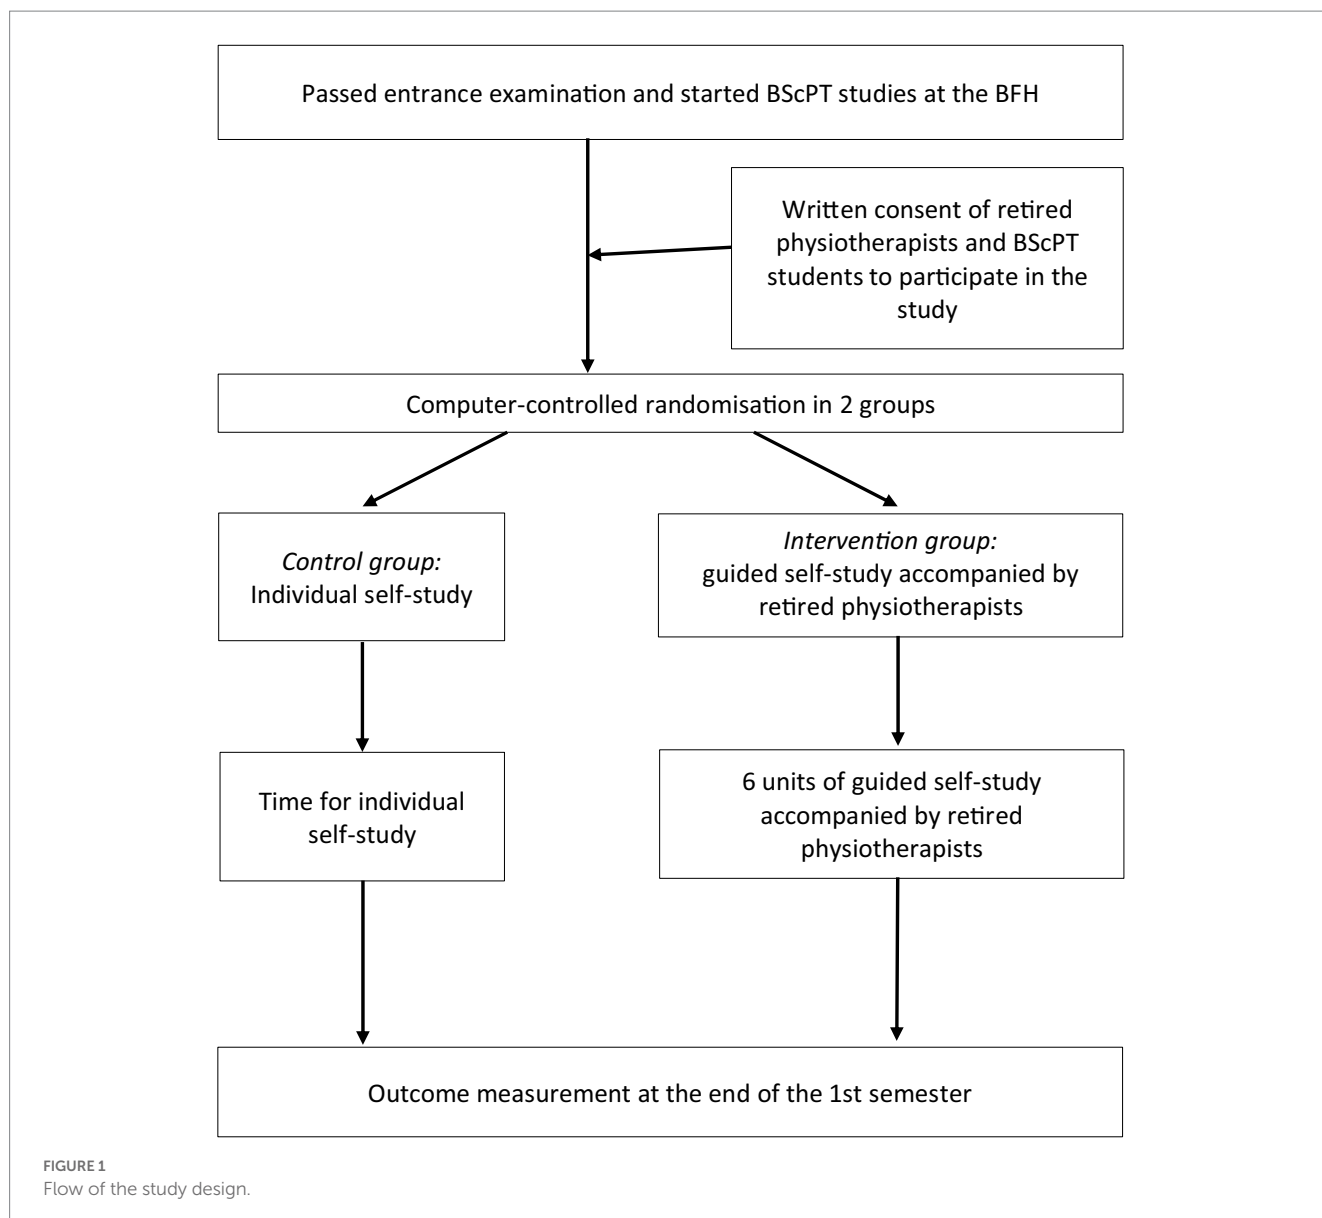 Passed entrance examination and started BScPT studies at the BFH
Written consent of retired
physiotherapists and BScPT
students to participate in the
study
Computer-controlled randomisation in 2 groups
Control group:
Individual self-study
Intervention group:
guided self-study accompanied by
retired physiotherapists
Time for individual
self-study
6 units of guided self-study
accompanied by retired
physiotherapists
Outcome measurement at the end of the 1st semester
FIGURE 1
Flow of the study design.